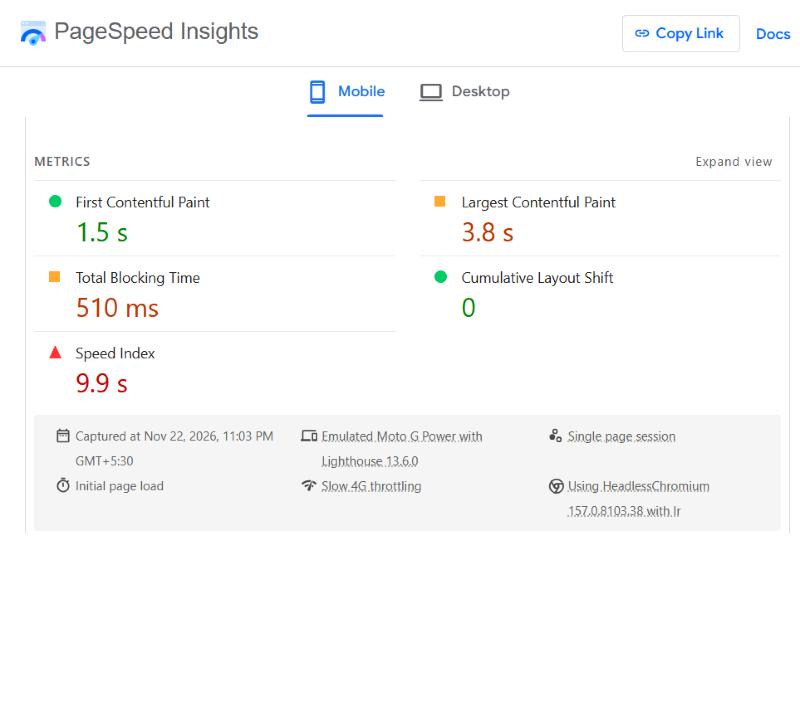 PageSpeed Insights
Copy Link
Docs
Mobile
Desktop
METRICS
Expand view
First Contentful Paint
1.5 s
Largest Contentful Paint
3.8 s
Total Blocking Time
510 ms
Cumulative Layout Shift
0
Speed Index
9.9 s
Captured at Nov 22, 2026, 11:03 PM
GMT+5:30
Emulated Moto G Power with
Lighthouse 13.6.0
Single page session
Initial page load
Slow 4G throttling
Using HeadlessChromium
157.0.8103.38 with lr